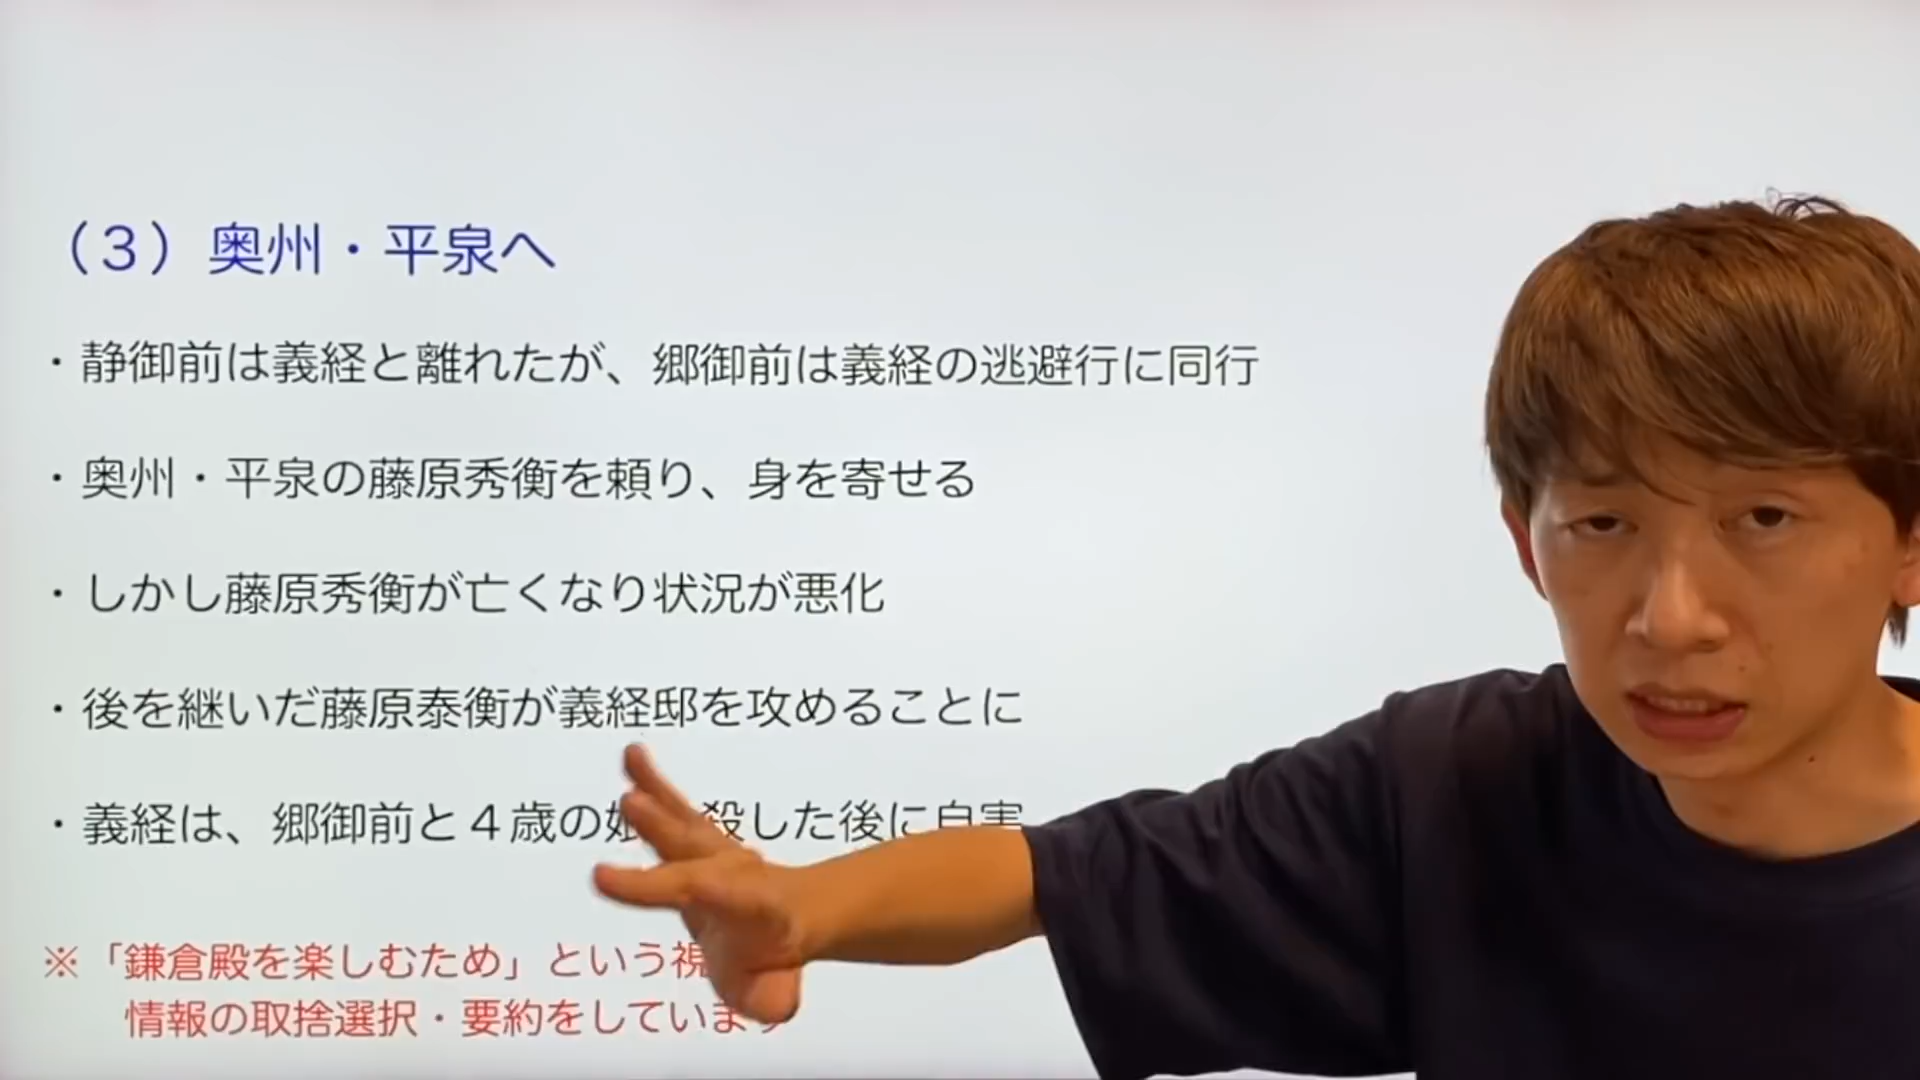 （３）奥州・平泉へ
・静御前は義経と離れたが、郷御前は義経の逃避行に同行
・奥州・平泉の藤原秀衡を頼り、身を寄せる
・しかし藤原秀衡が亡くなり状況が悪化
・後を継いだ藤原泰衡が義経邸を攻めることに
・義経は、郷御前と４歳の娘 殺した後に自害
※「鎌倉殿を楽しむため」という視
情報の取捨選択・要約をしています